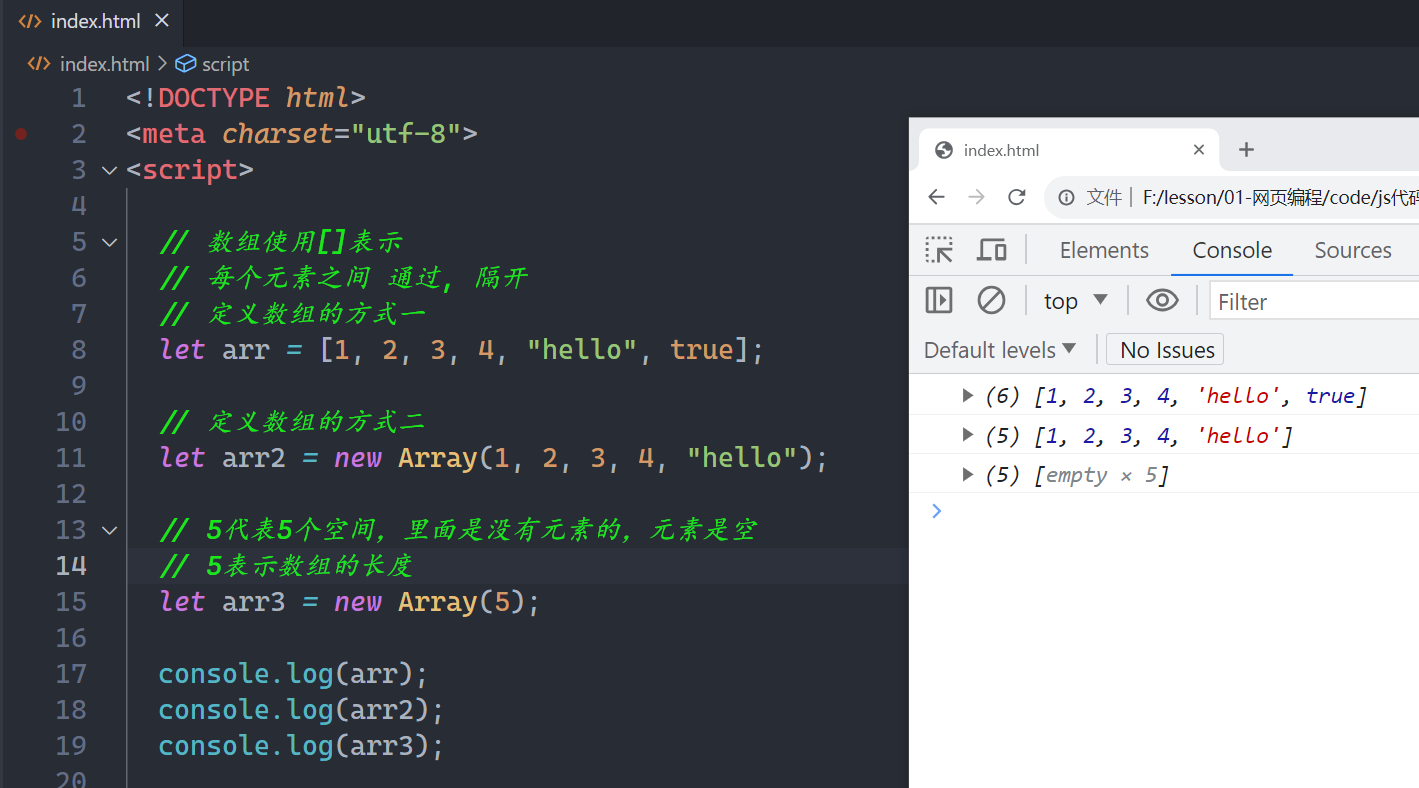 index.html
index.html > script
1 <!DOCTYPE html>
2 <meta charset="utf-8">
3 <script>
4
5 // 数组使用[]表示
6 // 每个元素之间 通过, 隔开
7 // 定义数组的方式一
8 let arr = [1, 2, 3, 4, "hello", true];
9
10 // 定义数组的方式二
11 let arr2 = new Array(1, 2, 3, 4, "hello");
12
13 // 5代表5个空间, 里面是没有元素的, 元素是空
14 // 5表示数组的长度
15 let arr3 = new Array(5);
16
17 console.log(arr);
18 console.log(arr2);
19 console.log(arr3);
20
index.html
文件 F:/lesson/01-网页编程/code/js代码
Elements Console Sources
top Filter
Default levels No Issues
(6) [1, 2, 3, 4, 'hello', true]
(5) [1, 2, 3, 4, 'hello']
(5) [empty × 5]